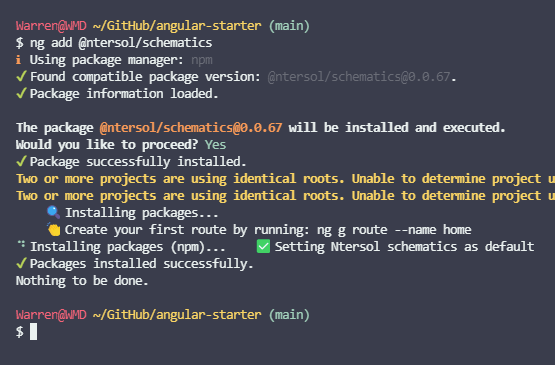 Warren@WMD ~/GitHub/angular-starter (main)
$ ng add @ntersol/schematics
i Using package manager: npm
✓ Found compatible package version: @ntersol/schematics@0.0.67.
✓ Package information loaded.
The package @ntersol/schematics@0.0.67 will be installed and executed.
Would you like to proceed? Yes
✓ Package successfully installed.
Two or more projects are using identical roots. Unable to determine project u
Two or more projects are using identical roots. Unable to determine project u
🔍 Installing packages...
👏 Create your first route by running: ng g route --name home
Installing packages (npm)... ✅ Setting Ntersol schematics as default
✓ Packages installed successfully.
Nothing to be done.
Warren@WMD ~/GitHub/angular-starter (main)
$